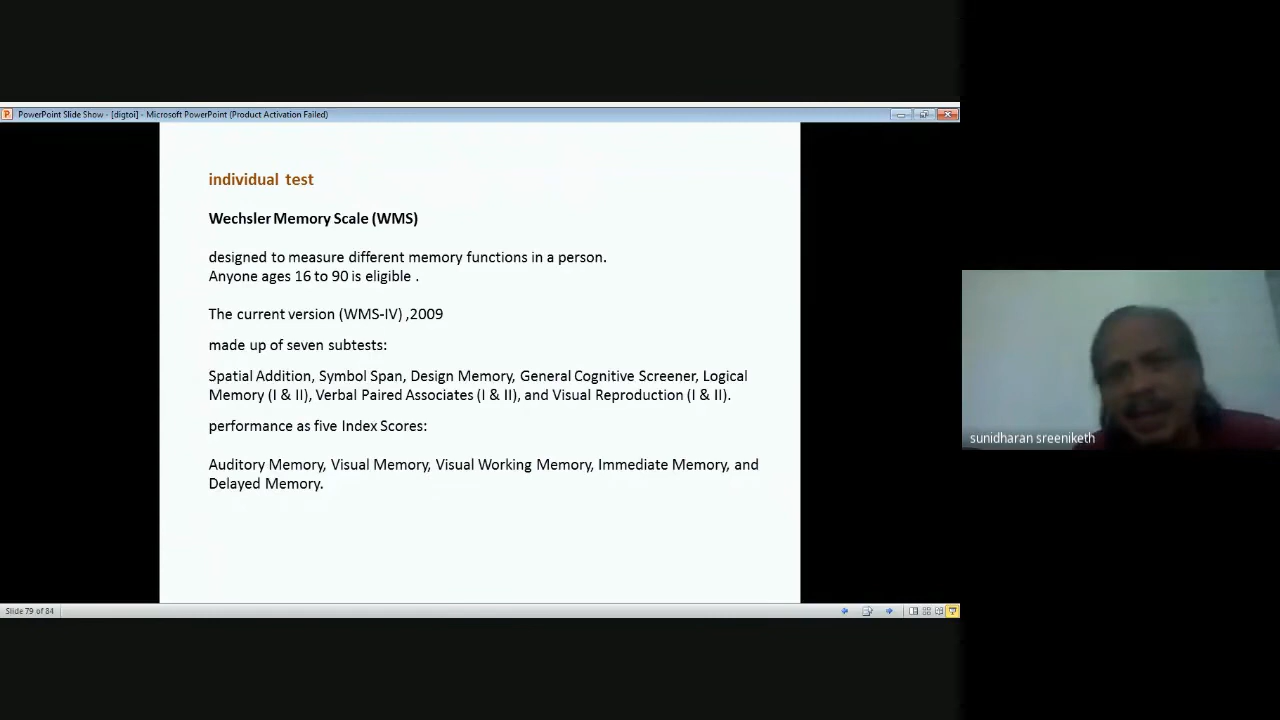 PowerPoint Slide Show - [digtoi] - Microsoft PowerPoint (Product Activation Failed)
individual test
Wechsler Memory Scale (WMS)
designed to measure different memory functions in a person.
Anyone ages 16 to 90 is eligible .
The current version (WMS-IV) ,2009
made up of seven subtests:
Spatial Addition, Symbol Span, Design Memory, General Cognitive Screener, Logical
Memory (I & II), Verbal Paired Associates (I & II), and Visual Reproduction (I & II).
performance as five Index Scores:
Auditory Memory, Visual Memory, Visual Working Memory, Immediate Memory, and
Delayed Memory.
sunidharan sreeniketh
Slide 79 of 84